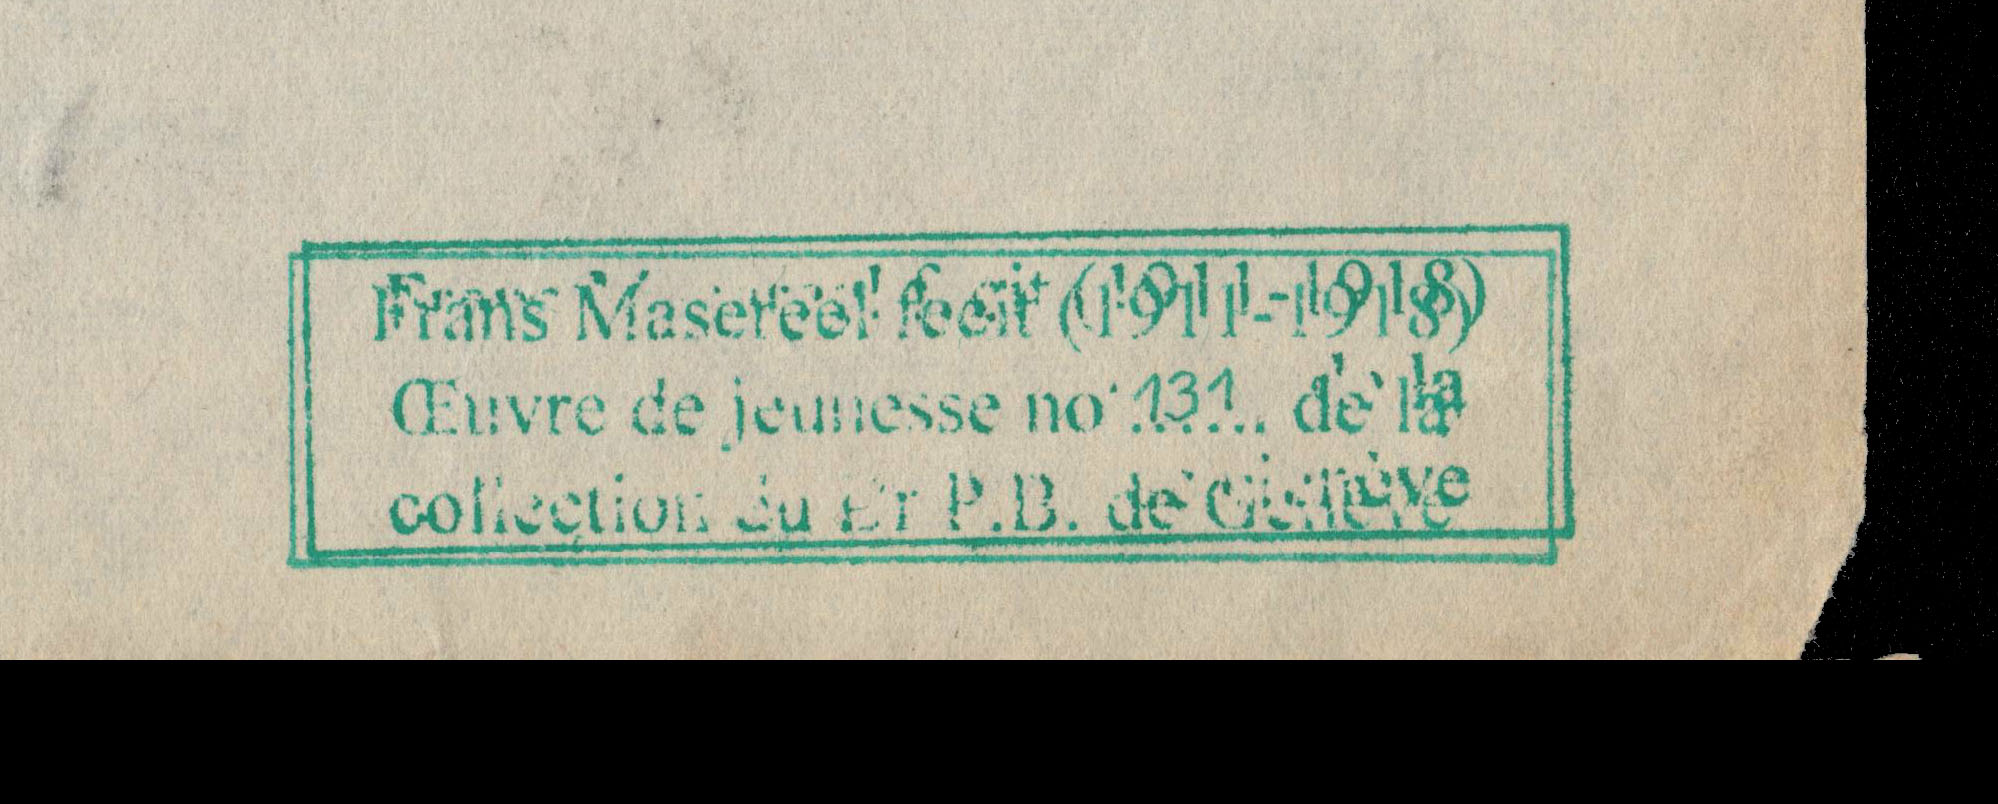 Frans Masereel fecit (1911-1918)
Œuvre de jeunesse no 131 de la
collection du Dr P.B. de Genève